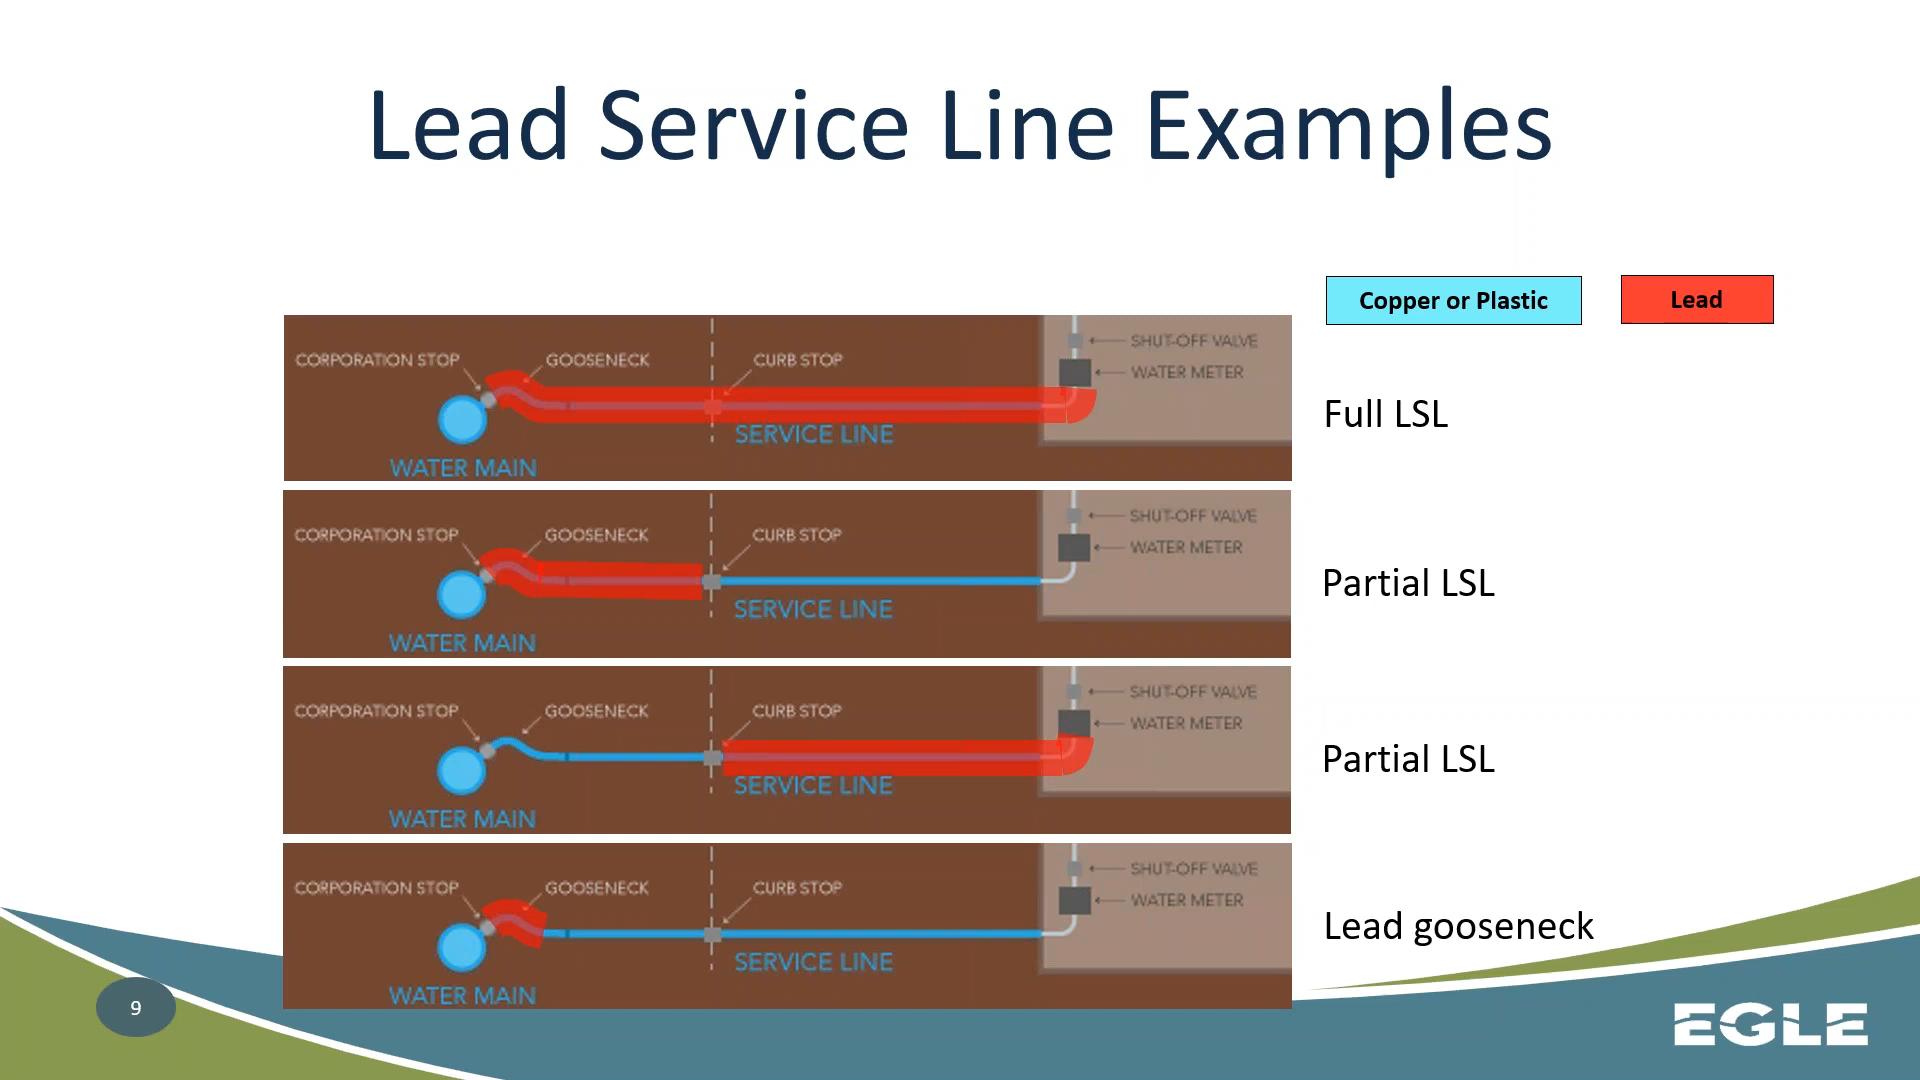 Lead Service Line Examples
Copper or Plastic
Lead
CORPORATION STOP
GOOSENECK
CURB STOP
SHUT-OFF VALVE
WATER METER
SERVICE LINE
WATER MAIN
Full LSL
CORPORATION STOP
GOOSENECK
CURB STOP
SHUT-OFF VALVE
WATER METER
SERVICE LINE
WATER MAIN
Partial LSL
CORPORATION STOP
GOOSENECK
CURB STOP
SHUT-OFF VALVE
WATER METER
SERVICE LINE
WATER MAIN
Partial LSL
CORPORATION STOP
GOOSENECK
CURB STOP
SHUT-OFF VALVE
WATER METER
SERVICE LINE
WATER MAIN
Lead gooseneck
9
EGLE